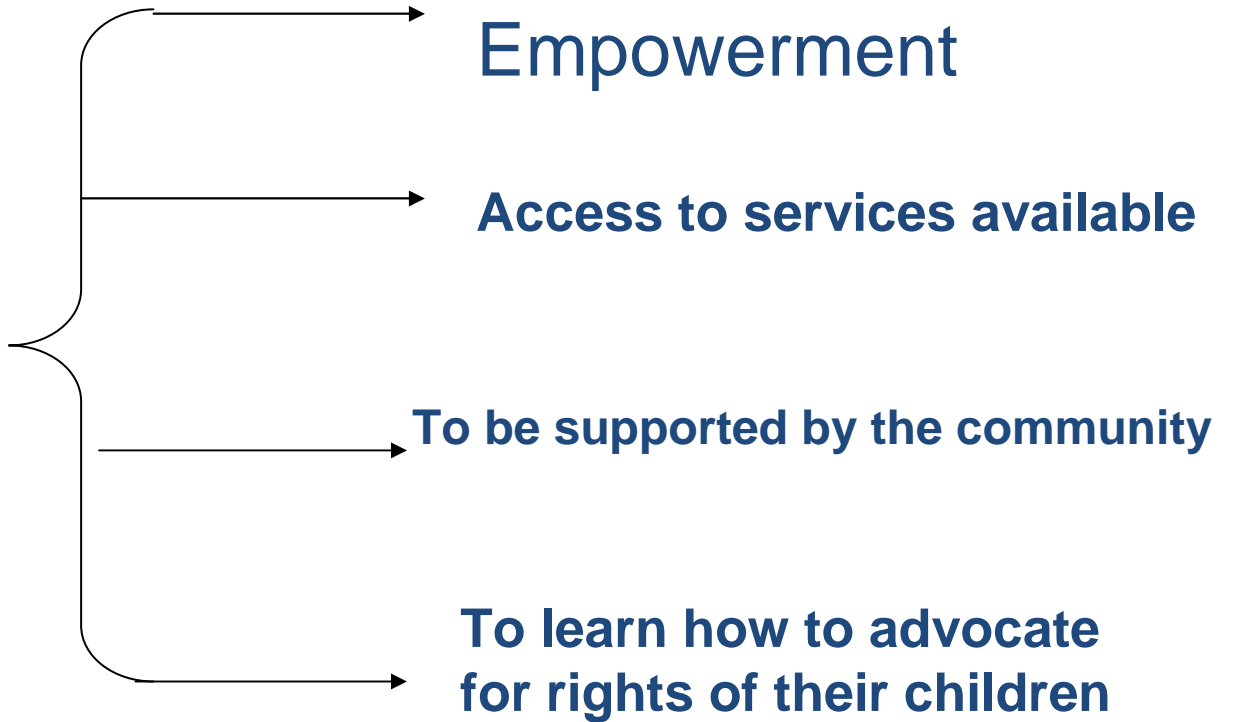 Empowerment
Access to services available
To be supported by the community
To learn how to advocate
for rights of their children